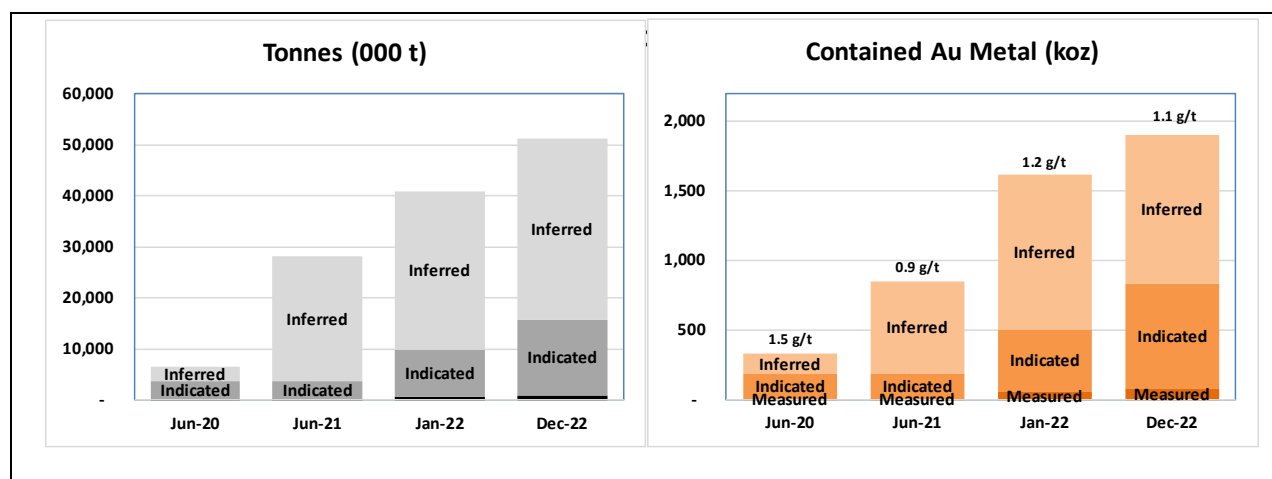 Tonnes (000 t)
60,000
50,000
40,000
30,000
20,000
10,000
-
Inferred
Indicated
Inferred
Indicated
Inferred
Indicated
Inferred
Indicated
Jun-20 Jun-21 Jan-22 Dec-22
Contained Au Metal (koz)
2,000
1,500
1,000
500
-
1.5 g/t
Inferred
Indicated
Measured
0.9 g/t
Inferred
Indicated
Measured
1.2 g/t
Inferred
Indicated
Measured
1.1 g/t
Inferred
Indicated
Measured
Jun-20 Jun-21 Jan-22 Dec-22